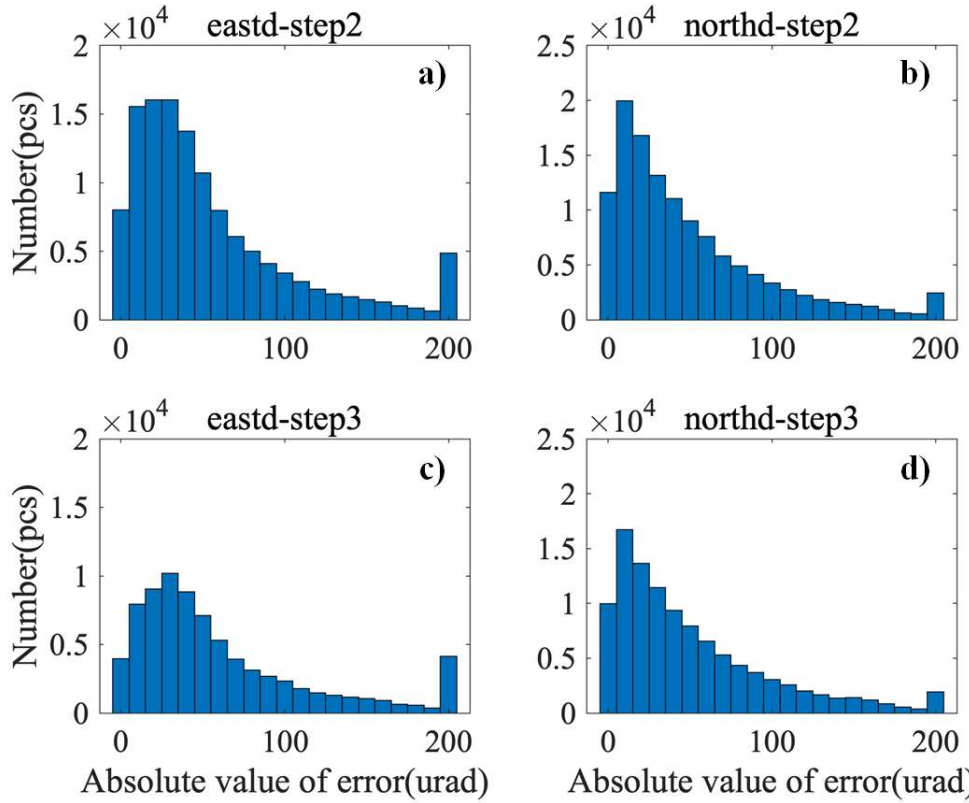 ×10⁴ eastd-step2
a)
2
1.5
1
0.5
0
Number(pcs)
0 100 200
×10⁴ northd-step2
b)
2.5
2
1.5
1
0.5
0
0 100 200
×10⁴ eastd-step3
c)
2
1.5
1
0.5
0
Number(pcs)
0 100 200
Absolute value of error(urad)
×10⁴ northd-step3
d)
2.5
2
1.5
1
0.5
0
0 100 200
Absolute value of error(urad)